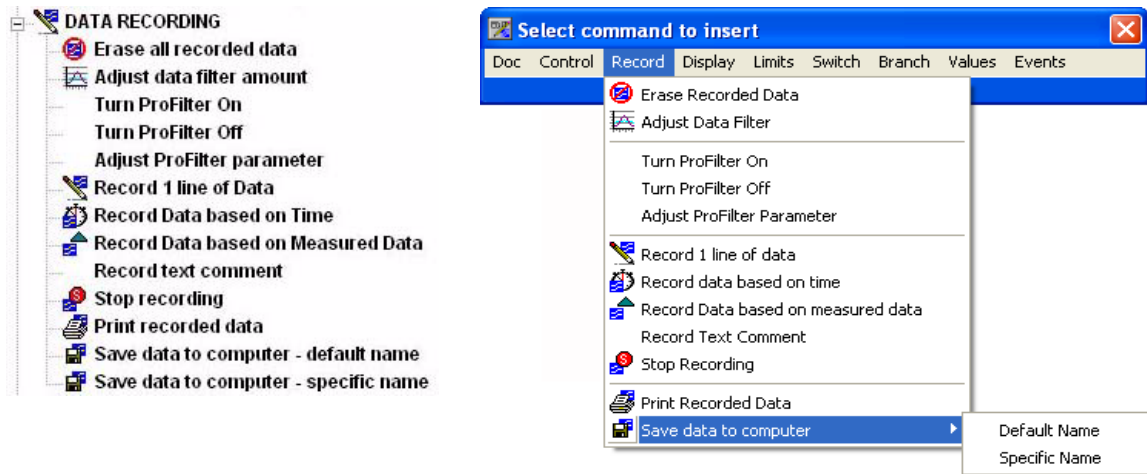 DATA RECORDING
Erase all recorded data
Adjust data filter amount
Turn ProFilter On
Turn ProFilter Off
Adjust ProFilter parameter
Record 1 line of Data
Record Data based on Time
Record Data based on Measured Data
Record text comment
Stop recording
Print recorded data
Save data to computer - default name
Save data to computer - specific name
Select command to insert
Doc Control Record Display Limits Switch Branch Values Events
Erase Recorded Data
Adjust Data Filter
Turn ProFilter On
Turn ProFilter Off
Adjust ProFilter Parameter
Record 1 line of data
Record data based on time
Record Data based on measured data
Record Text Comment
Stop Recording
Print Recorded Data
Save data to computer
Default Name
Specific Name